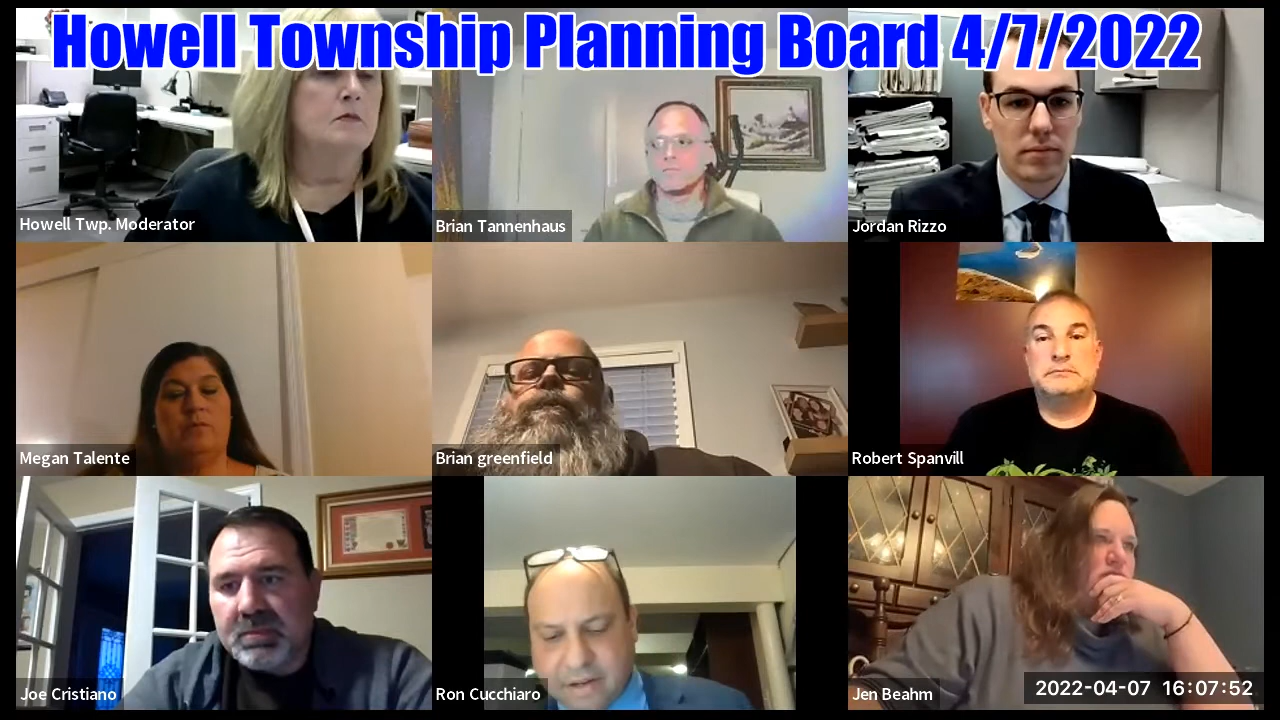 Howell Township Planning Board 4/7/2022
Howell Twp. Moderator
Brian Tannenhaus
Jordan Rizzo
Megan Talente
Brian greenfield
Robert Spanvill
Joe Cristiano
Ron Cucchiaro
Jen Beahm
2022-04-07 16:07:52